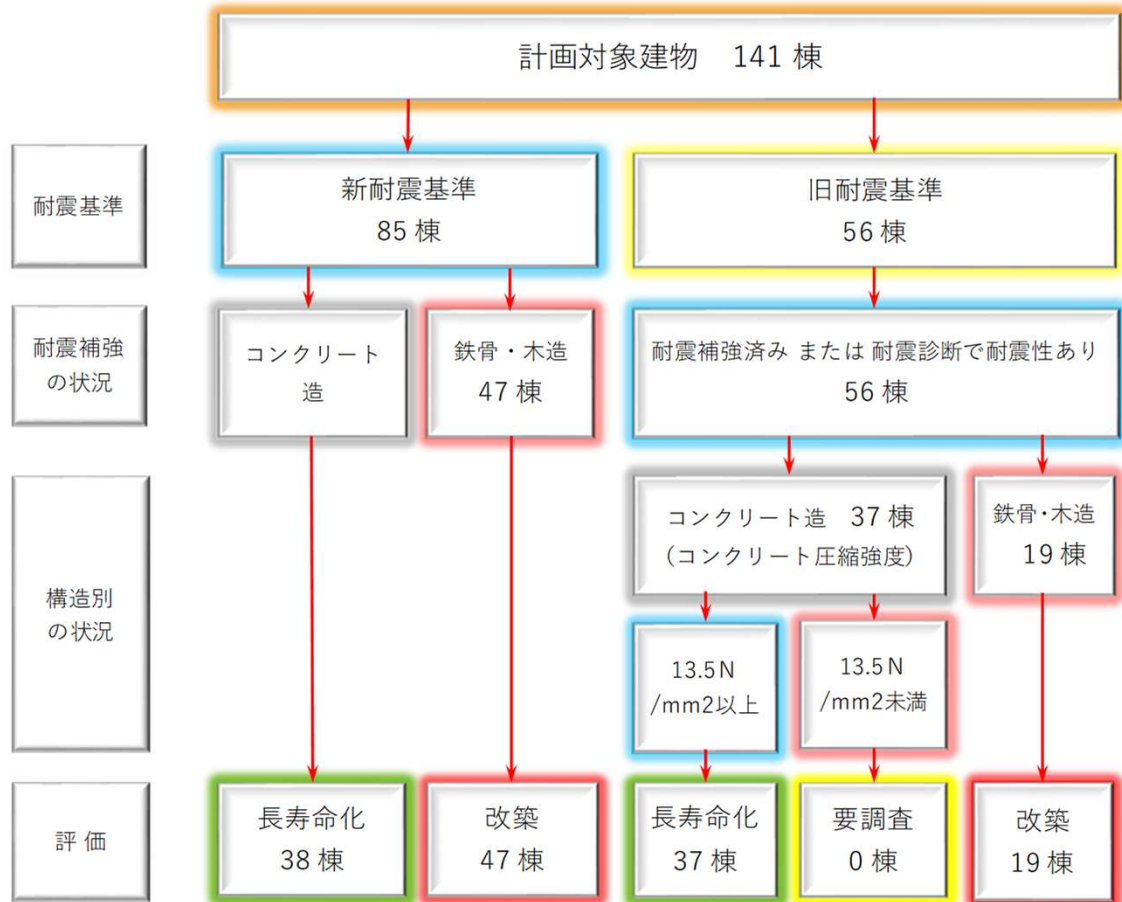 計画対象建物 141 棟
耐震基準
新耐震基準
85 棟
旧耐震基準
56 棟
耐震補強
の状況
コンクリート
造
鉄骨・木造
47 棟
耐震補強済み または 耐震診断で耐震性あり
56 棟
構造別
の状況
コンクリート造 37 棟
(コンクリート圧縮強度)
鉄骨･木造
19 棟
13.5N
/mm2以上
13.5N
/mm2未満
評 価
長寿命化
38 棟
改築
47 棟
長寿命化
37 棟
要調査
0 棟
改築
19 棟